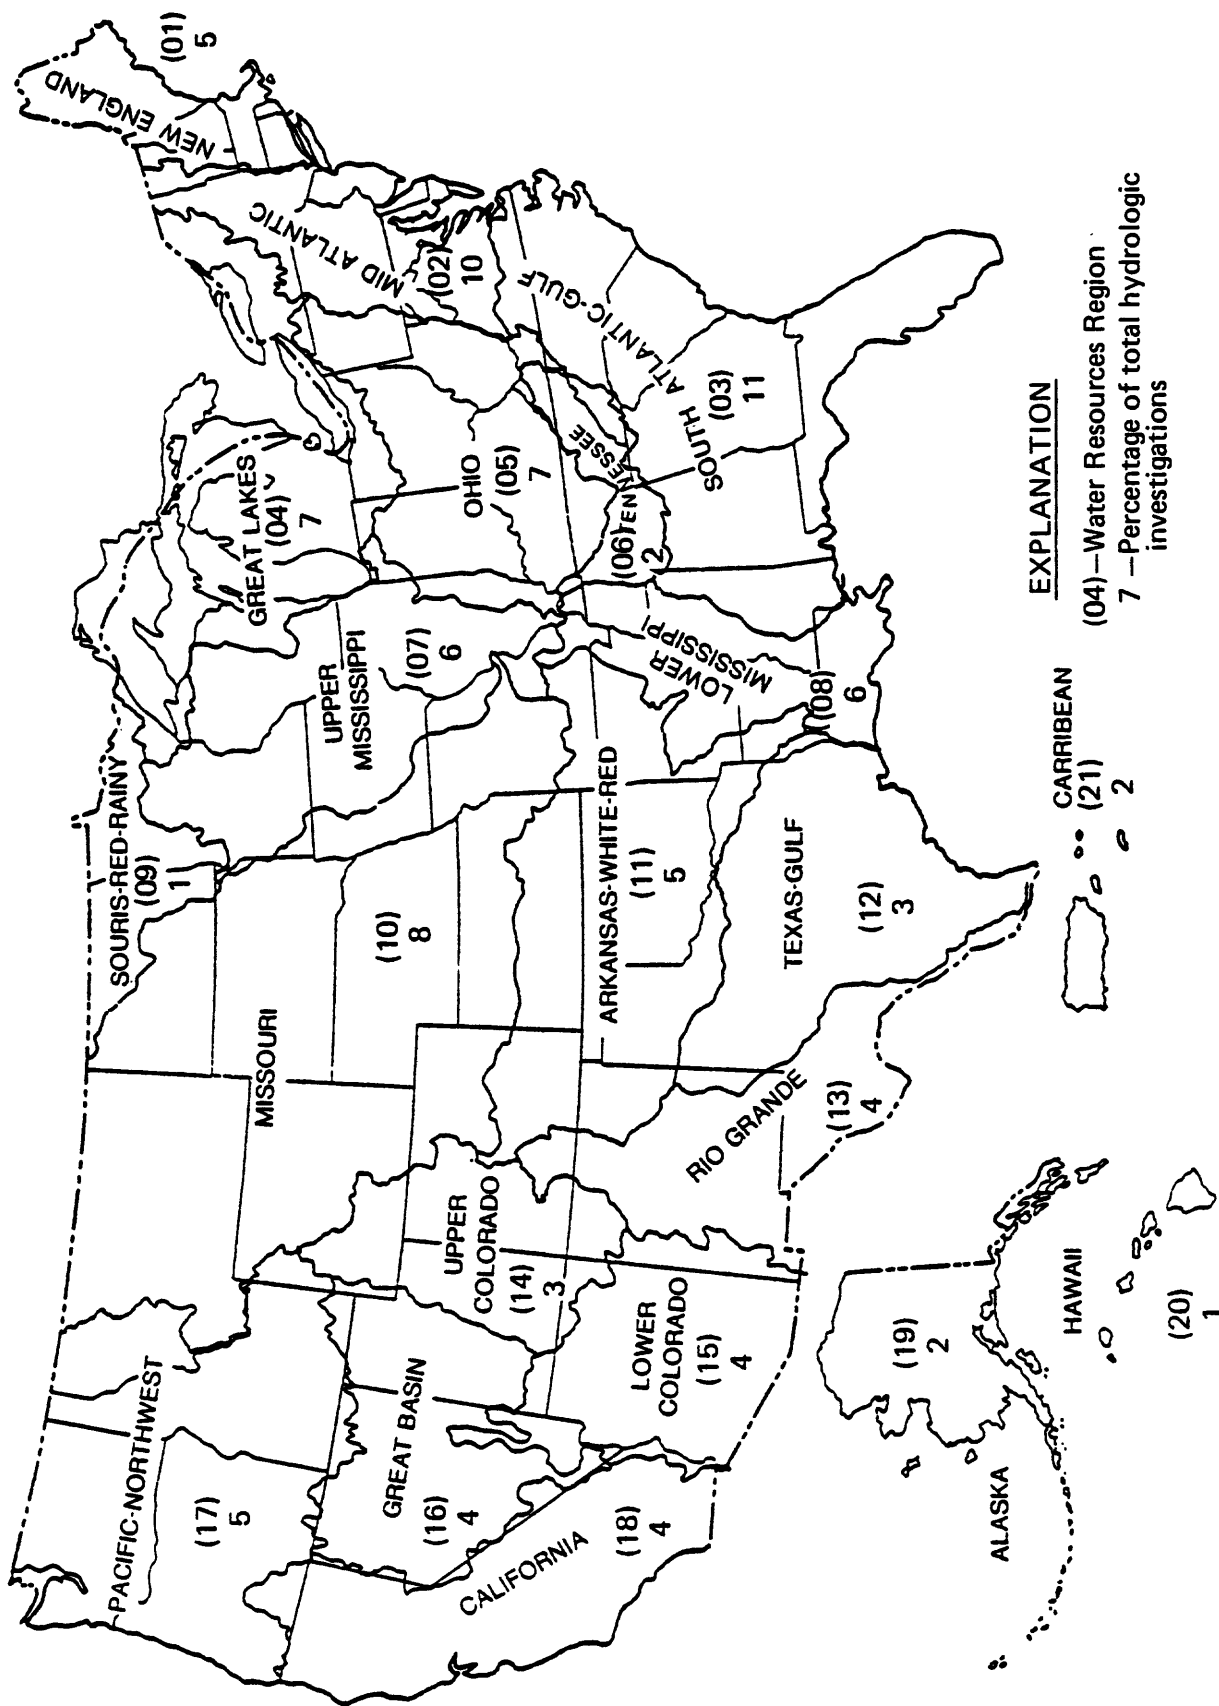 PACIFIC-NORTHWEST
(17)
5
MISSOURI
(10)
8
SOURIS-RED-RAINY
(09)
1
UPPER
MISSISSIPPI
(07)
6
GREAT LAKES
(04)
7
NEW ENGLAND
(01)
5
MID ATLANTIC
(02)
10
OHIO
(05)
7
TENNESSEE
(06)
2
SOUTH ATLANTIC-GULF
(03)
11
GREAT BASIN
(16)
4
CALIFORNIA
(18)
4
UPPER
COLORADO
(14)
3
LOWER
COLORADO
(15)
4
RIO GRANDE
(13)
4
ARKANSAS-WHITE-RED
(11)
5
TEXAS-GULF
(12)
3
LOWER
MISSISSIPPI
(08)
6
ALASKA
(19)
2
HAWAII
(20)
1
CARRIBEAN
(21)
2
EXPLANATION
(04)—Water Resources Region
7 —Percentage of total hydrologic
investigations